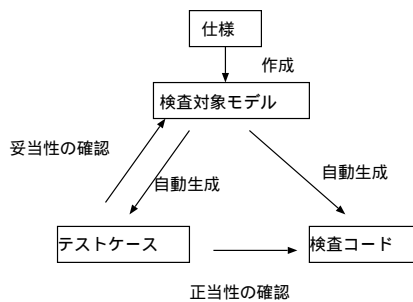 仕様
作成
検査対象モデル
妥当性の確認
自動生成
自動生成
テストケース
検査コード
正当性の確認